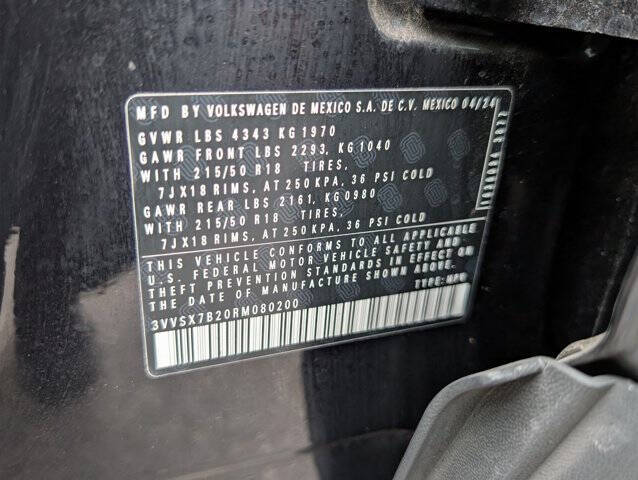 MFD BY VOLKSWAGEN DE MEXICO S.A. DE C.V. MEXICO 04/24
GVWR LBS 4343 KG 1970
GAWR FRONT LBS 2293, KG 1040
WITH 215/50 R18 TIRES,
7JX18 RIMS, AT 250 KPA, 36 PSI COLD
GAWR REAR LBS 2161, KG 0980
WITH 215/50 R18 TIRES,
7JX18 RIMS, AT 250 KPA, 36 PSI COLD
THIS VEHICLE CONFORMS TO ALL APPLICABLE
U.S. FEDERAL MOTOR VEHICLE SAFETY AND
THEFT PREVENTION STANDARDS IN EFFECT ON
THE DATE OF MANUFACTURE SHOWN ABOVE.
TYPE: MPV
3VVSX7B20RM080200